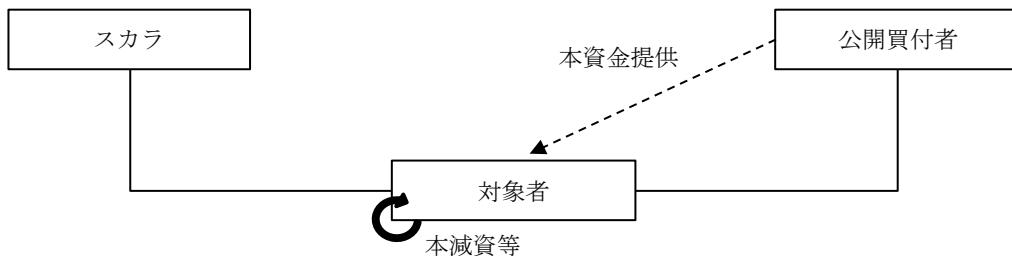 スカラ
公開買付者
本資金提供
対象者
本減資等